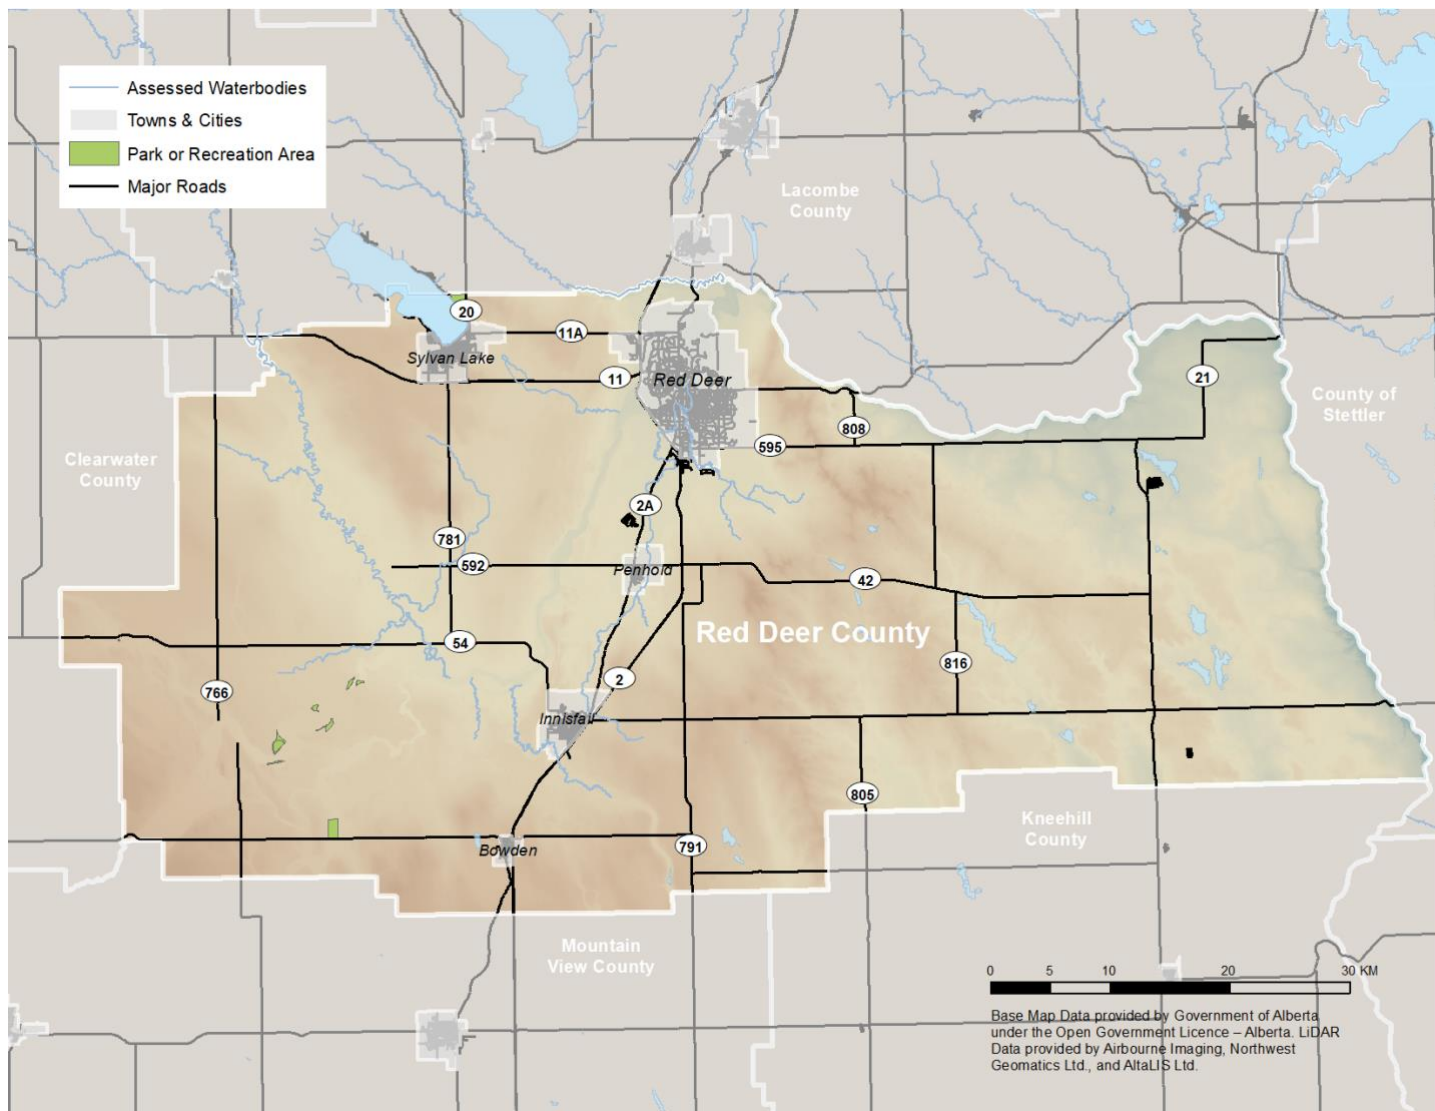 Assessed Waterbodies
Towns & Cities
Park or Recreation Area
Major Roads
Lacombe
County
20
11A
Sylvan Lake
11
Red Deer
21
County of
Stettler
808
595
Clearwater
County
2A
781
592
Penhold
42
Red Deer County
54
816
766
2
Innisfail
805
Kneehill
County
791
Bowden
Mountain
View County
0 5 10 20 30 KM
Base Map Data provided by Government of Alberta
under the Open Government Licence – Alberta. LiDAR
Data provided by Airbourne Imaging, Northwest
Geomatics Ltd., and AltaLIS Ltd.